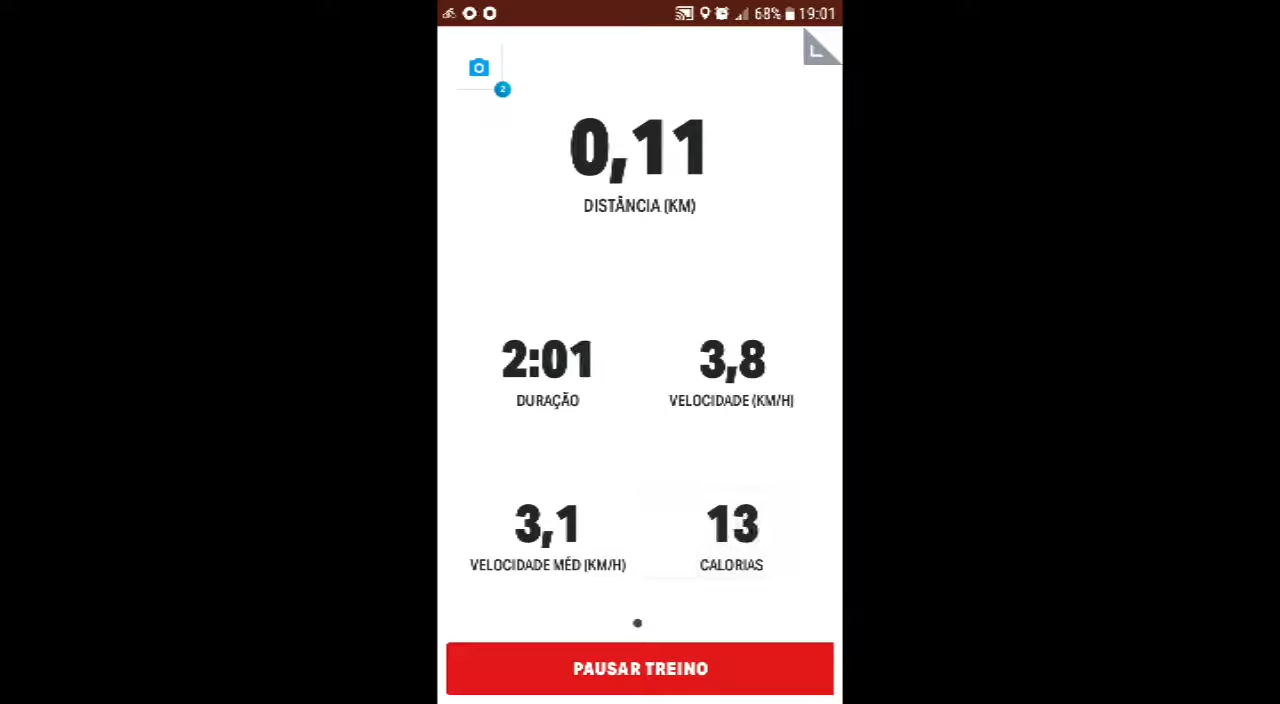 68% 19:01
2
0,11
DISTÂNCIA (KM)
2:01 3,8
DURAÇÃO VELOCIDADE (KM/H)
3,1 13
VELOCIDADE MÉD (KM/H) CALORIAS
PAUSAR TREINO